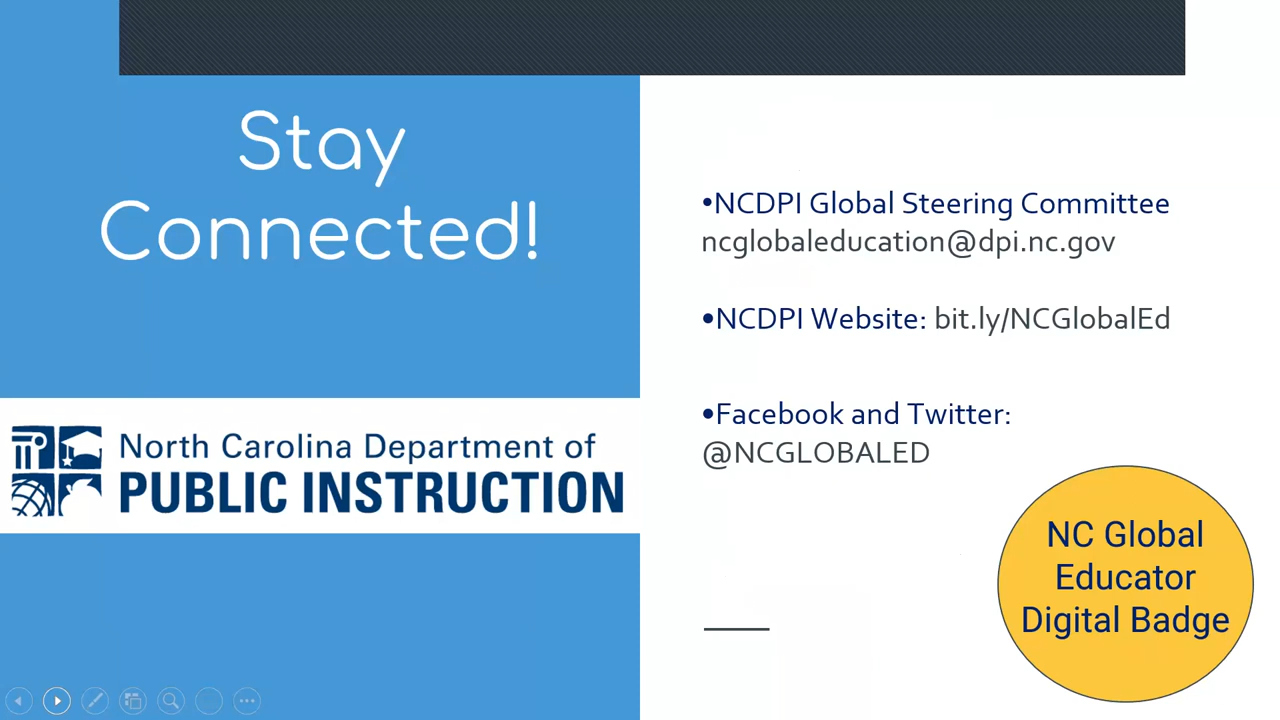 Stay
Connected!
North Carolina Department of
PUBLIC INSTRUCTION
•NCDPI Global Steering Committee
ncglobaleducation@dpi.nc.gov
•NCDPI Website: bit.ly/NCGlobalEd
•Facebook and Twitter:
@NCGLOBALED
NC Global
Educator
Digital Badge